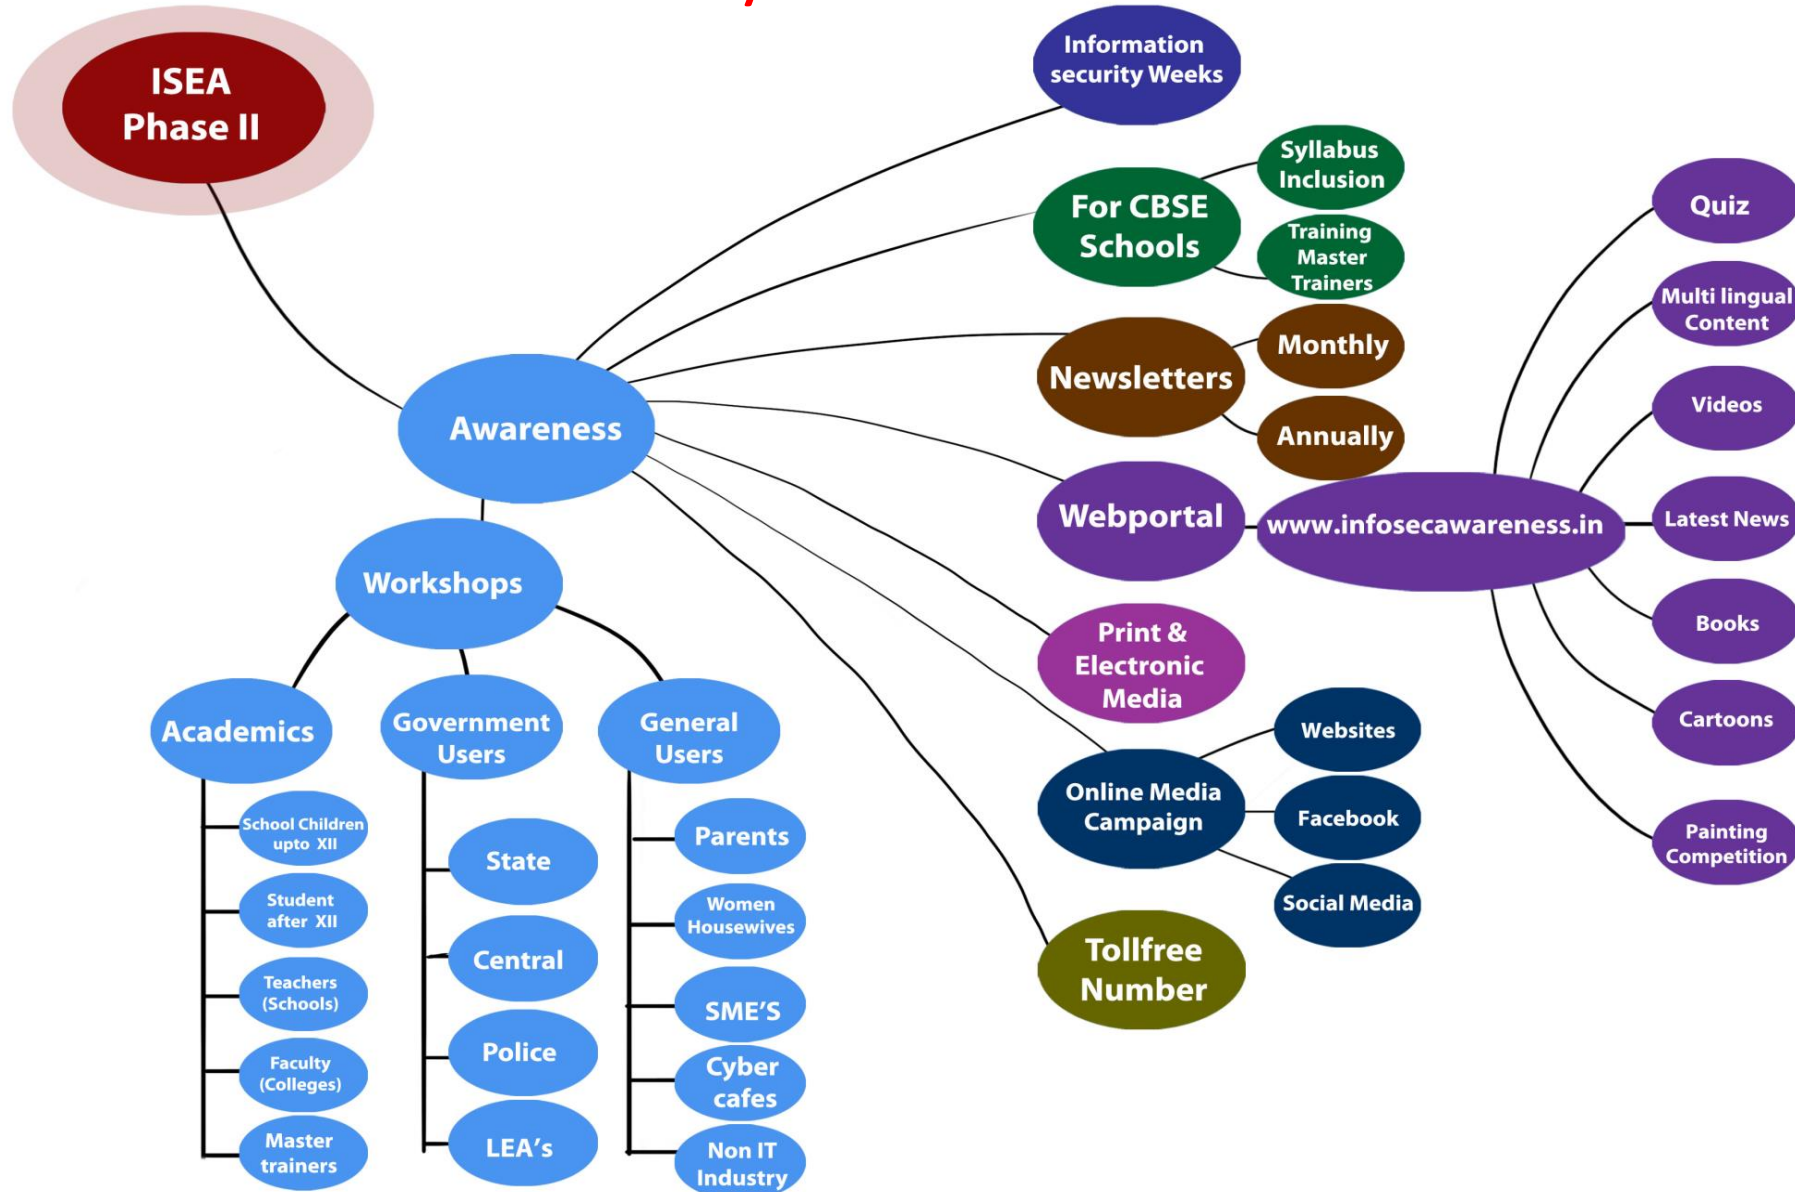 ISEA
Phase II
Awareness
Information
security Weeks
For CBSE
Schools
Syllabus
Inclusion
Training
Master
Trainers
Newsletters
Monthly
Annually
Webportal
www.infosecawareness.in
Quiz
Multi lingual
Content
Videos
Latest News
Books
Cartoons
Painting
Competition
Print &
Electronic
Media
Online Media
Campaign
Websites
Facebook
Social Media
Tollfree
Number
Workshops
Academics
School Children
upto XII
Student
after XII
Teachers
(Schools)
Faculty
(Colleges)
Master
trainers
Government
Users
State
Central
Police
LEA's
General
Users
Parents
Women
Housewives
SME'S
Cyber
cafes
Non IT
Industry